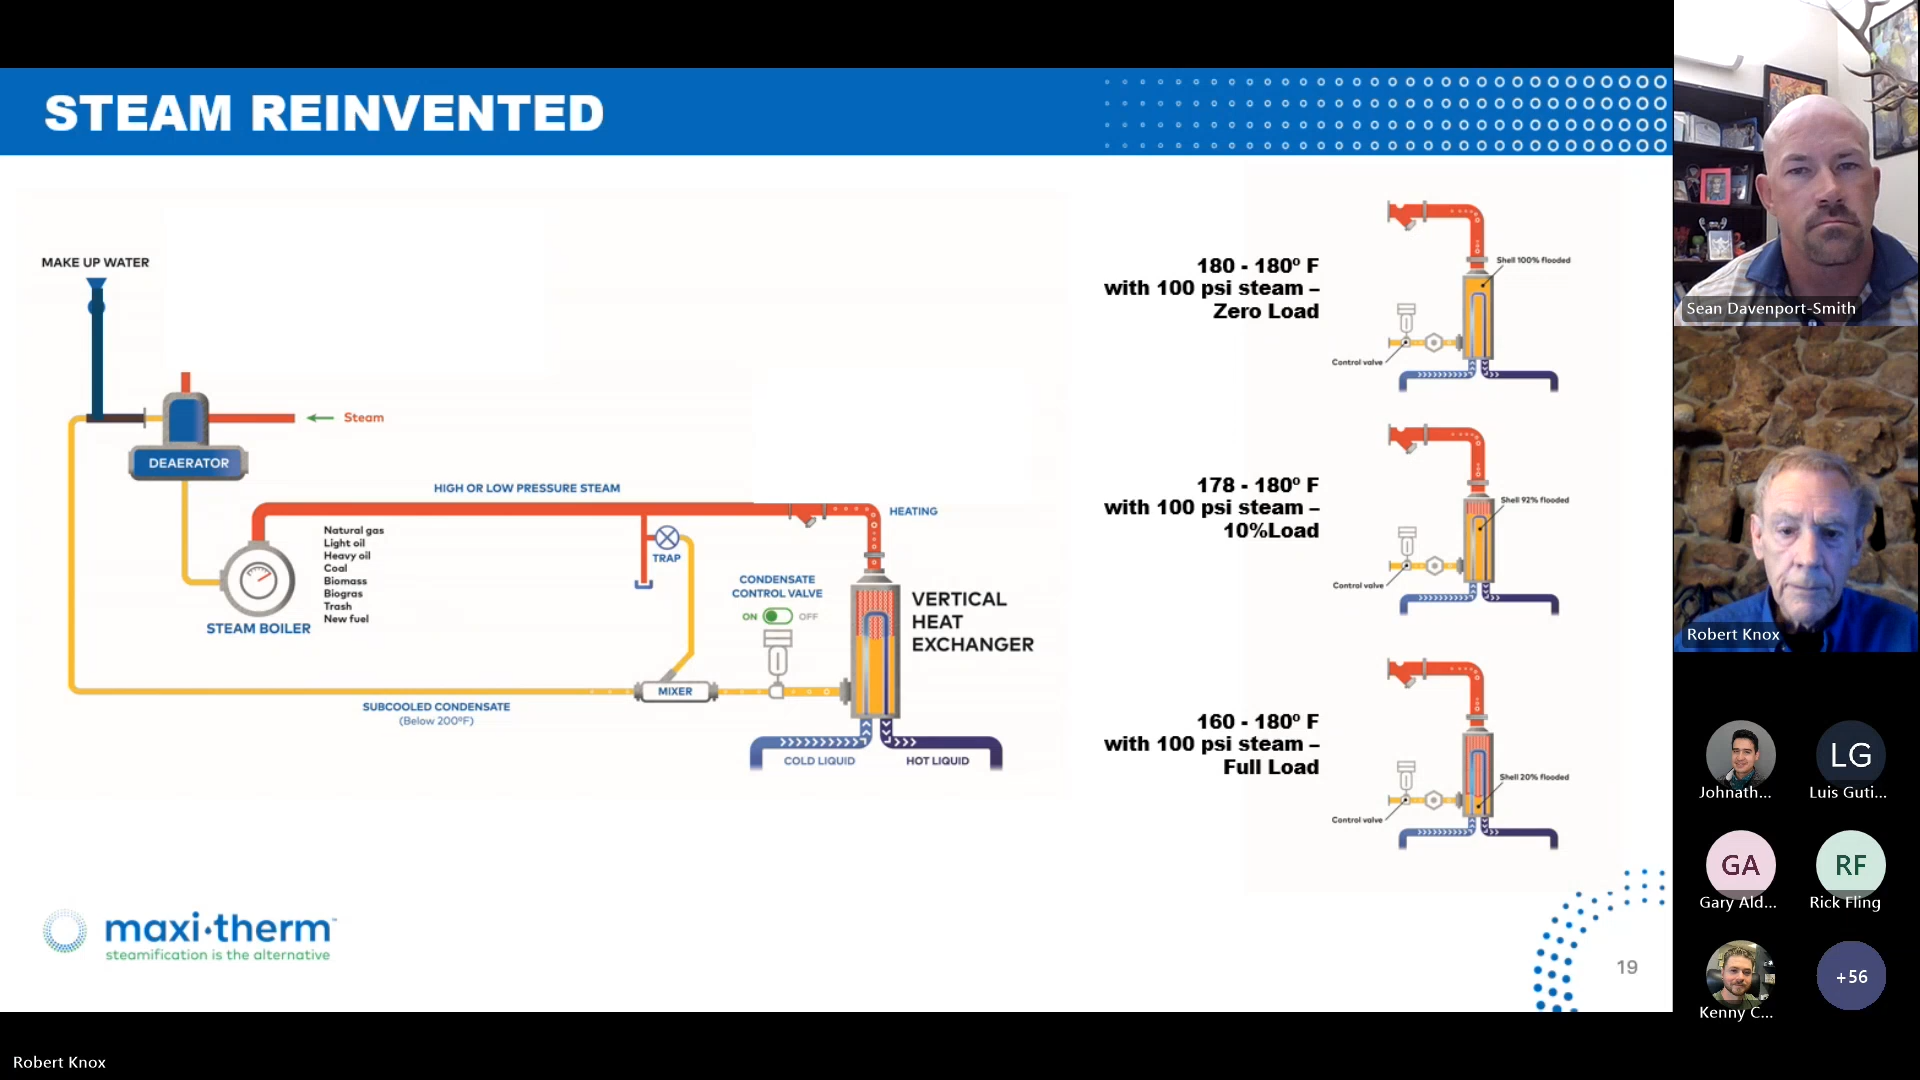 STEAM REINVENTED
MAKE UP WATER
Steam
DEAERATOR
HIGH OR LOW PRESSURE STEAM
HEATING
Natural gas
Light oil
Heavy oil
Coal
Biomass
Biogras
Trash
New fuel
STEAM BOILER
TRAP
CONDENSATE
CONTROL VALVE
ON OFF
VERTICAL
HEAT
EXCHANGER
MIXER
SUBCOOLED CONDENSATE
(Below 200ºF)
COLD LIQUID
HOT LIQUID
180 - 180º F
with 100 psi steam –
Zero Load
Shell 100% flooded
Control valve
178 - 180º F
with 100 psi steam –
10%Load
Shell 92% flooded
Control valve
160 - 180º F
with 100 psi steam –
Full Load
Shell 20% flooded
Control valve
maxi·therm™
steamification is the alternative
19
Sean Davenport-Smith
Robert Knox
Johnath...
LG
Luis Guti...
GA
Gary Ald...
RF
Rick Fling
Kenny C...
+56
Robert Knox